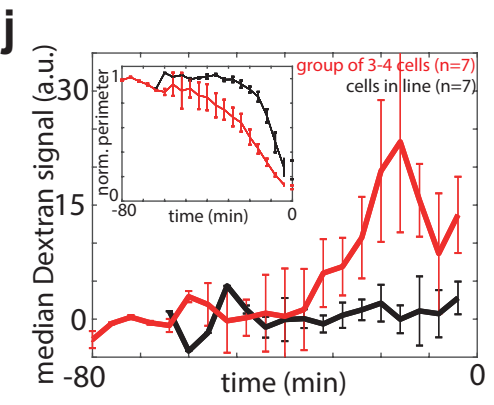 j
median Dextran signal (a.u.)
30
15
0
-80
time (min)
0
group of 3-4 cells (n=7)
cells in line (n=7)
norm. perimeter
1
0
-80
time (min)
0